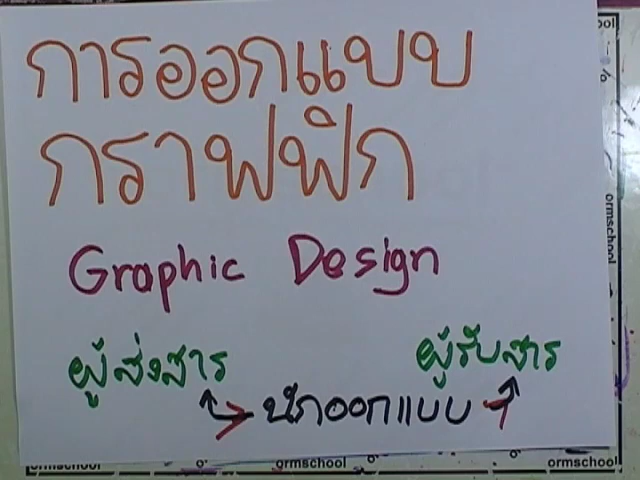 การออกแบบ
กราฟฟิก
Graphic Design
ผู้ส่งสาร ผู้รับสาร
นักออกแบบ
ormschool
ormschool ormschool ormschool